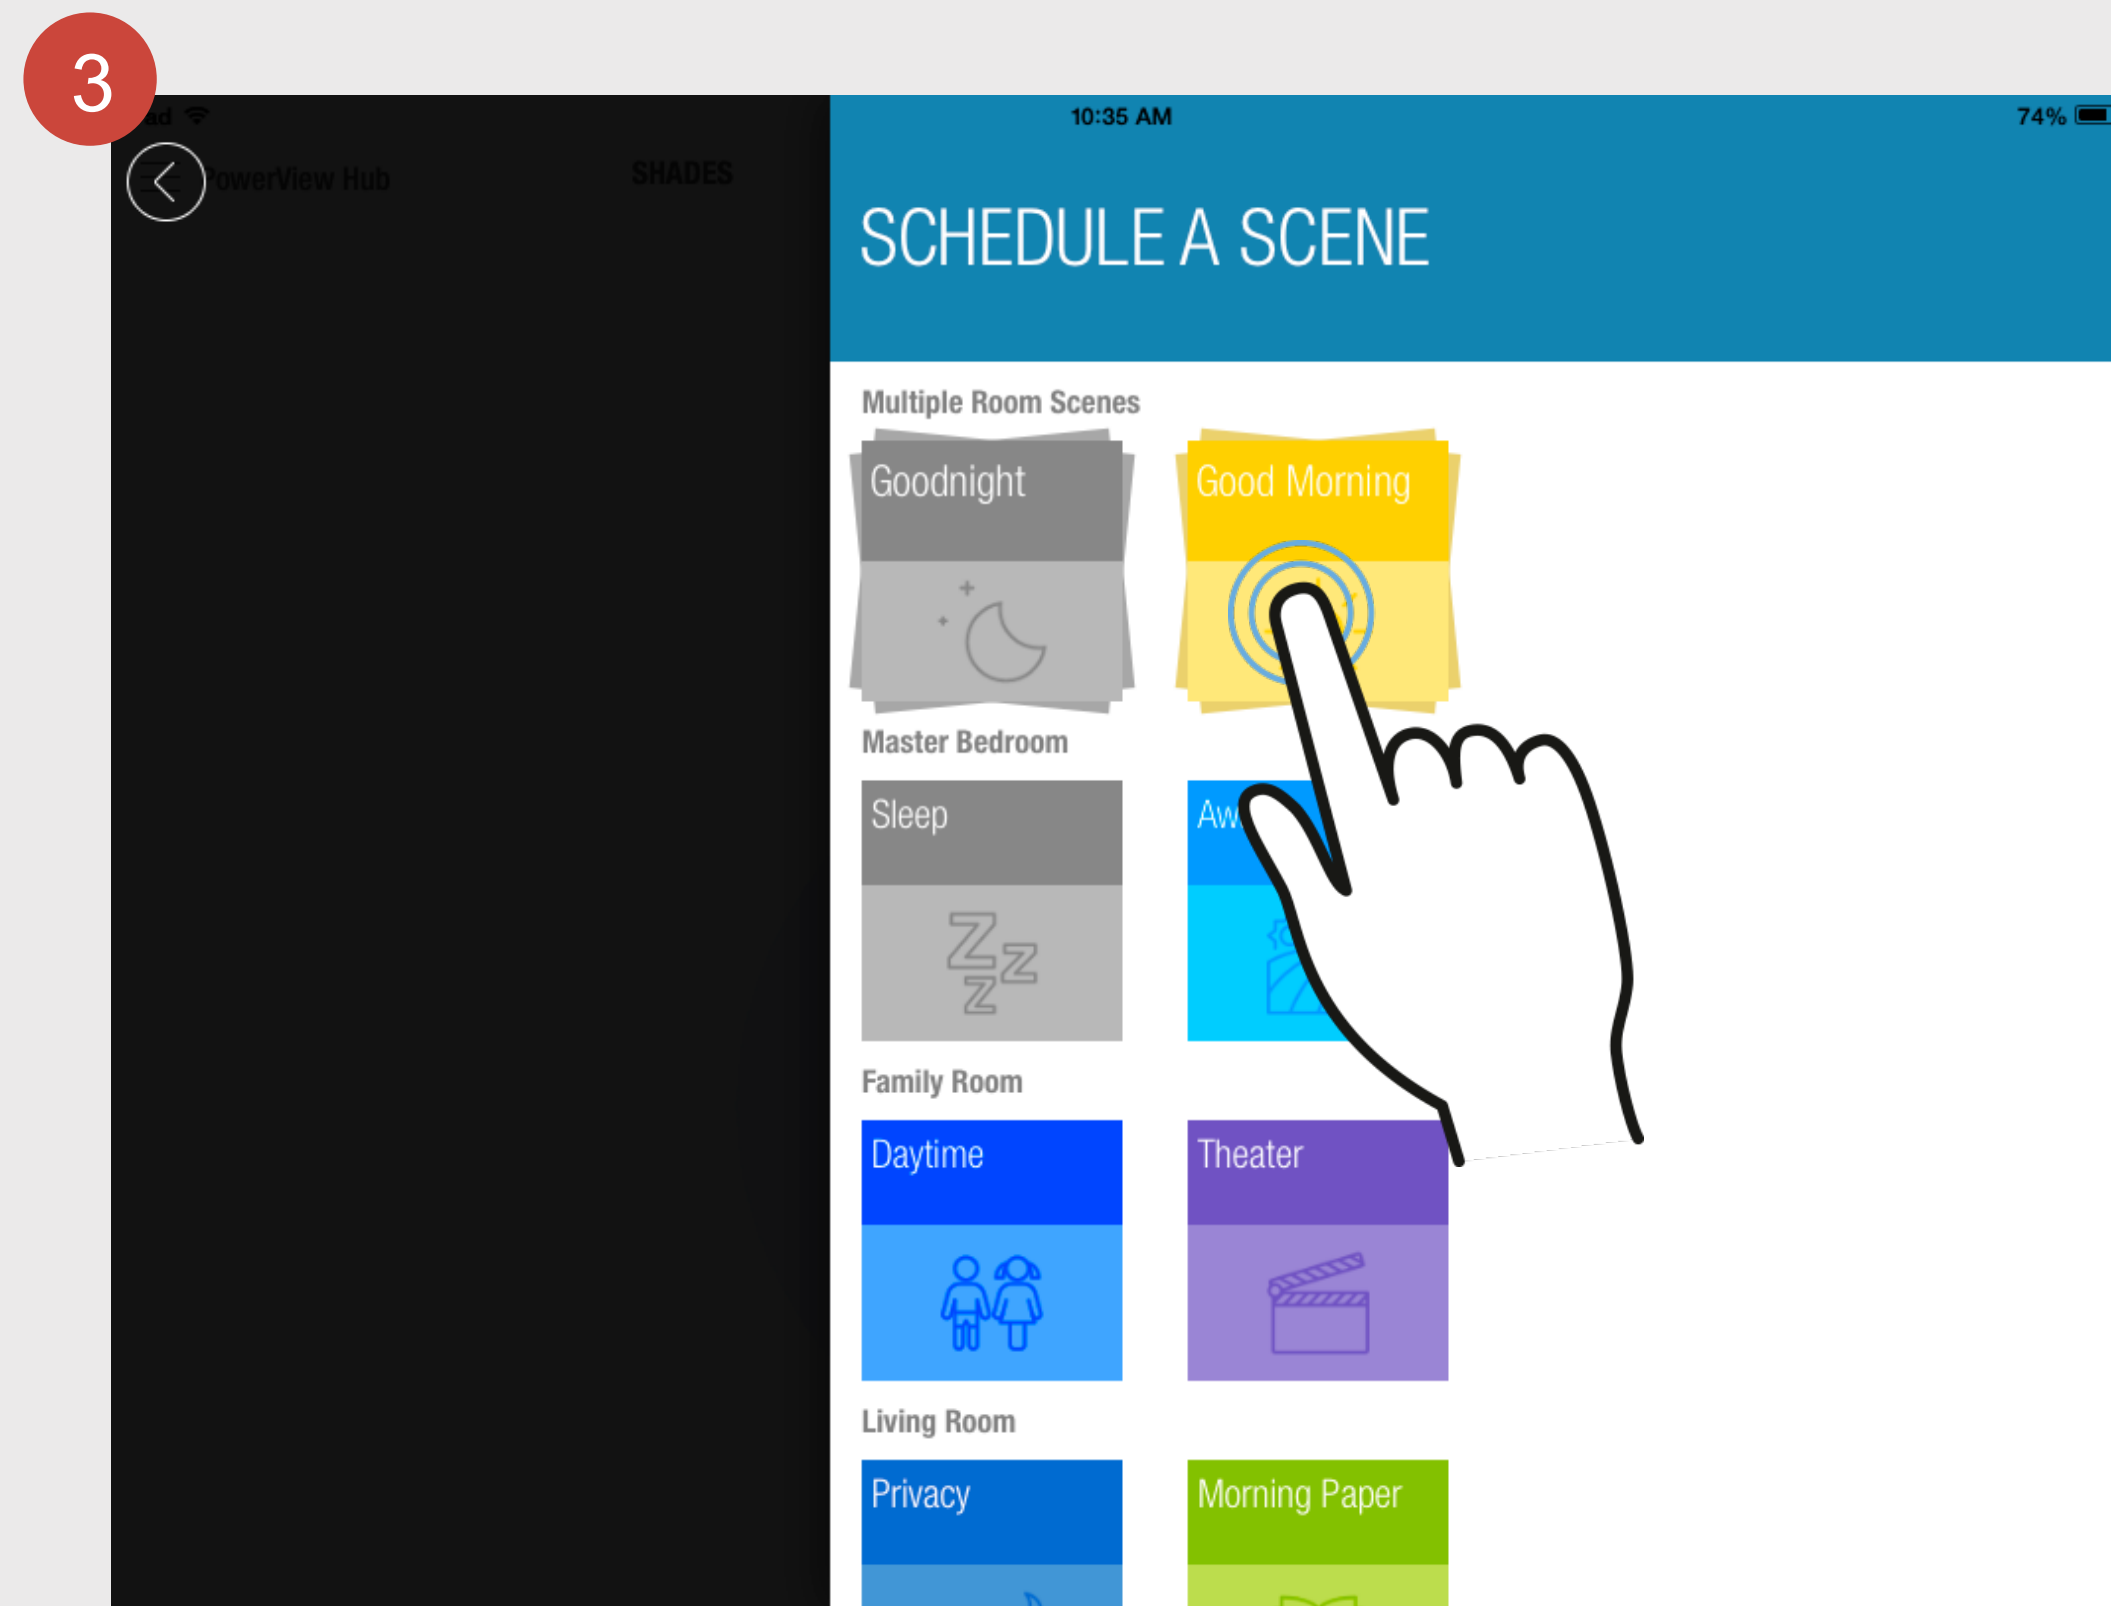 3
ad
10:35 AM
74%
PowerView Hub
SHADES
SCHEDULE A SCENE
Multiple Room Scenes
Goodnight
Good Morning
Master Bedroom
Sleep
Aw
Family Room
Daytime
Theater
Living Room
Privacy
Morning Paper